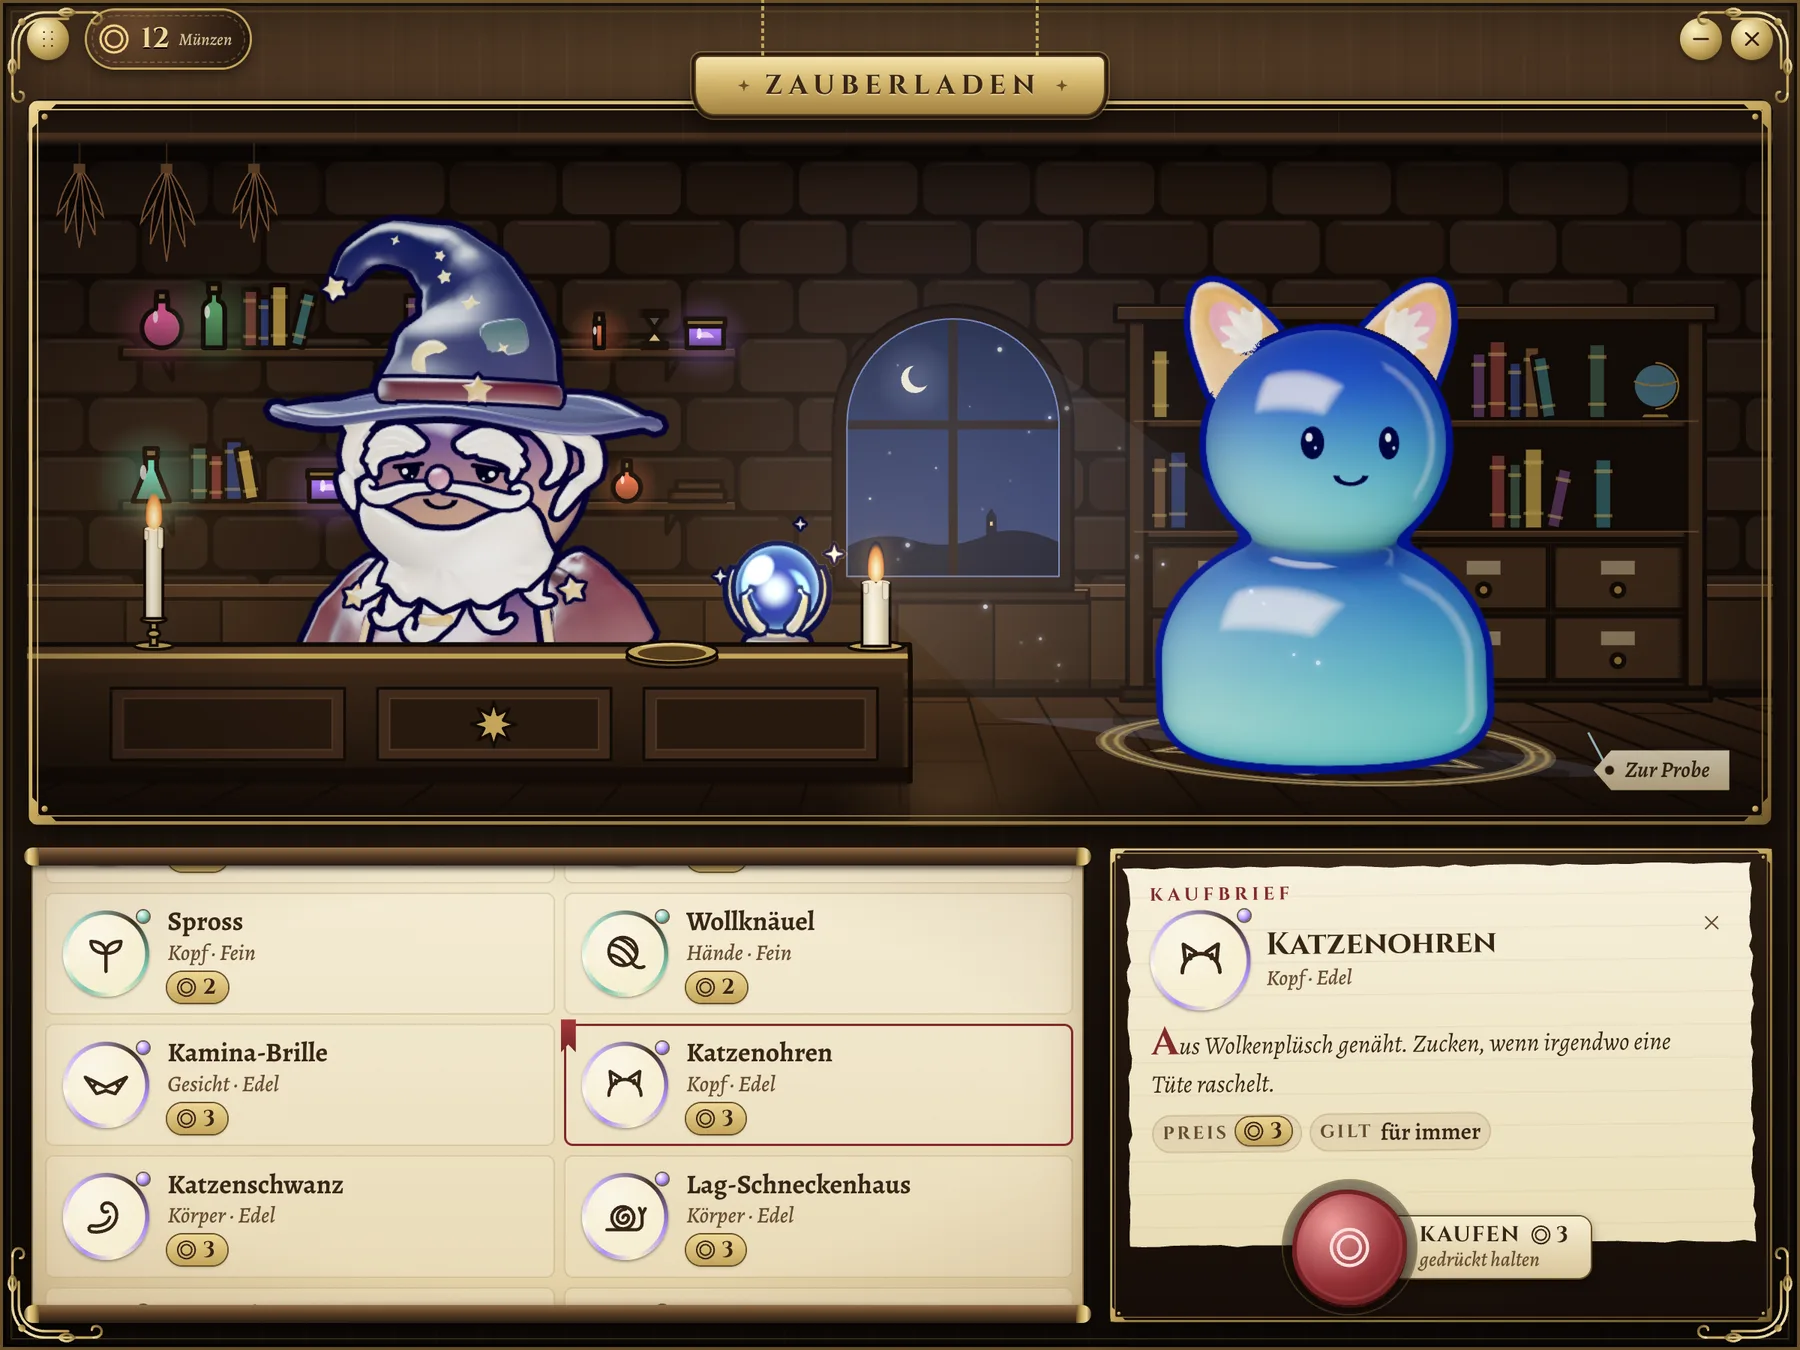 12 Münzen
ZAUBERLADEN
Zur Probe
Spross
Kopf · Fein
2
Wollknäuel
Hände · Fein
2
Kamina-Brille
Gesicht · Edel
3
Katzenohren
Kopf · Edel
3
Katzenschwanz
Körper · Edel
3
Lag-Schneckenhaus
Körper · Edel
3
KAUFBRIEF
KATZENOHREN
Kopf · Edel
Aus Wolkenplüsch genäht. Zucken, wenn irgendwo eine
Tüte raschelt.
PREIS 3 GILT für immer
KAUFEN 3
gedrückt halten